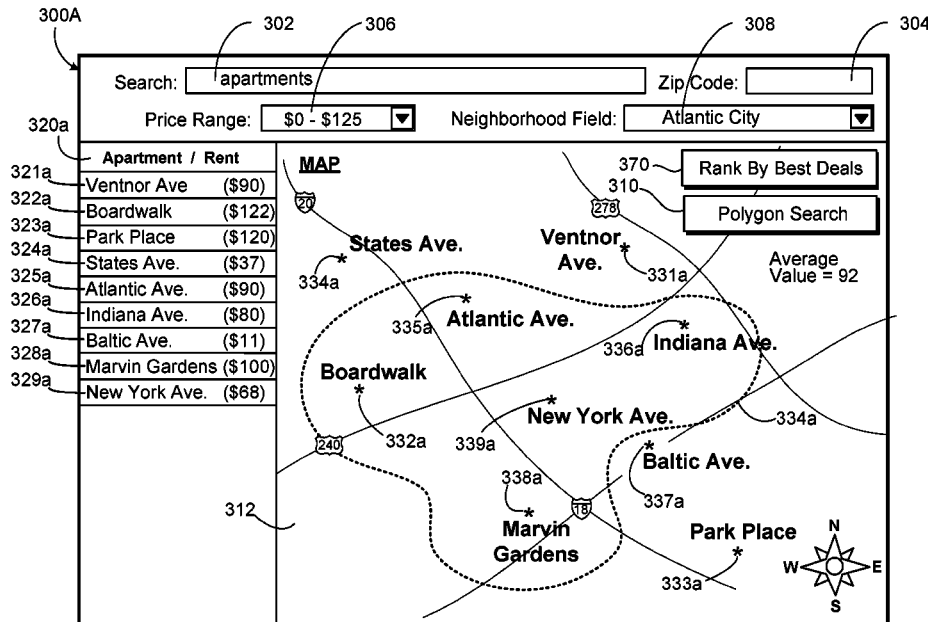 300A
302
306
308
304
Search: apartments Zip Code:
Price Range: $0 - $125 Neighborhood Field: Atlantic City
320a
Apartment / Rent
MAP
370
Rank By Best Deals
310
Polygon Search
321a
Ventnor Ave ($90)
322a
Boardwalk ($122)
323a
Park Place ($120)
324a
States Ave. ($37)
325a
Atlantic Ave. ($90)
326a
Indiana Ave. ($80)
327a
Baltic Ave. ($11)
328a
Marvin Gardens ($100)
329a
New York Ave. ($68)
20
278
States Ave.
334a
Ventnor
Ave.
331a
Average
Value = 92
335a
Atlantic Ave.
336a
Indiana Ave.
Boardwalk
332a
New York Ave.
339a
334a
240
Baltic Ave.
337a
338a
312
18
Marvin
Gardens
Park Place
333a
N
W
E
S